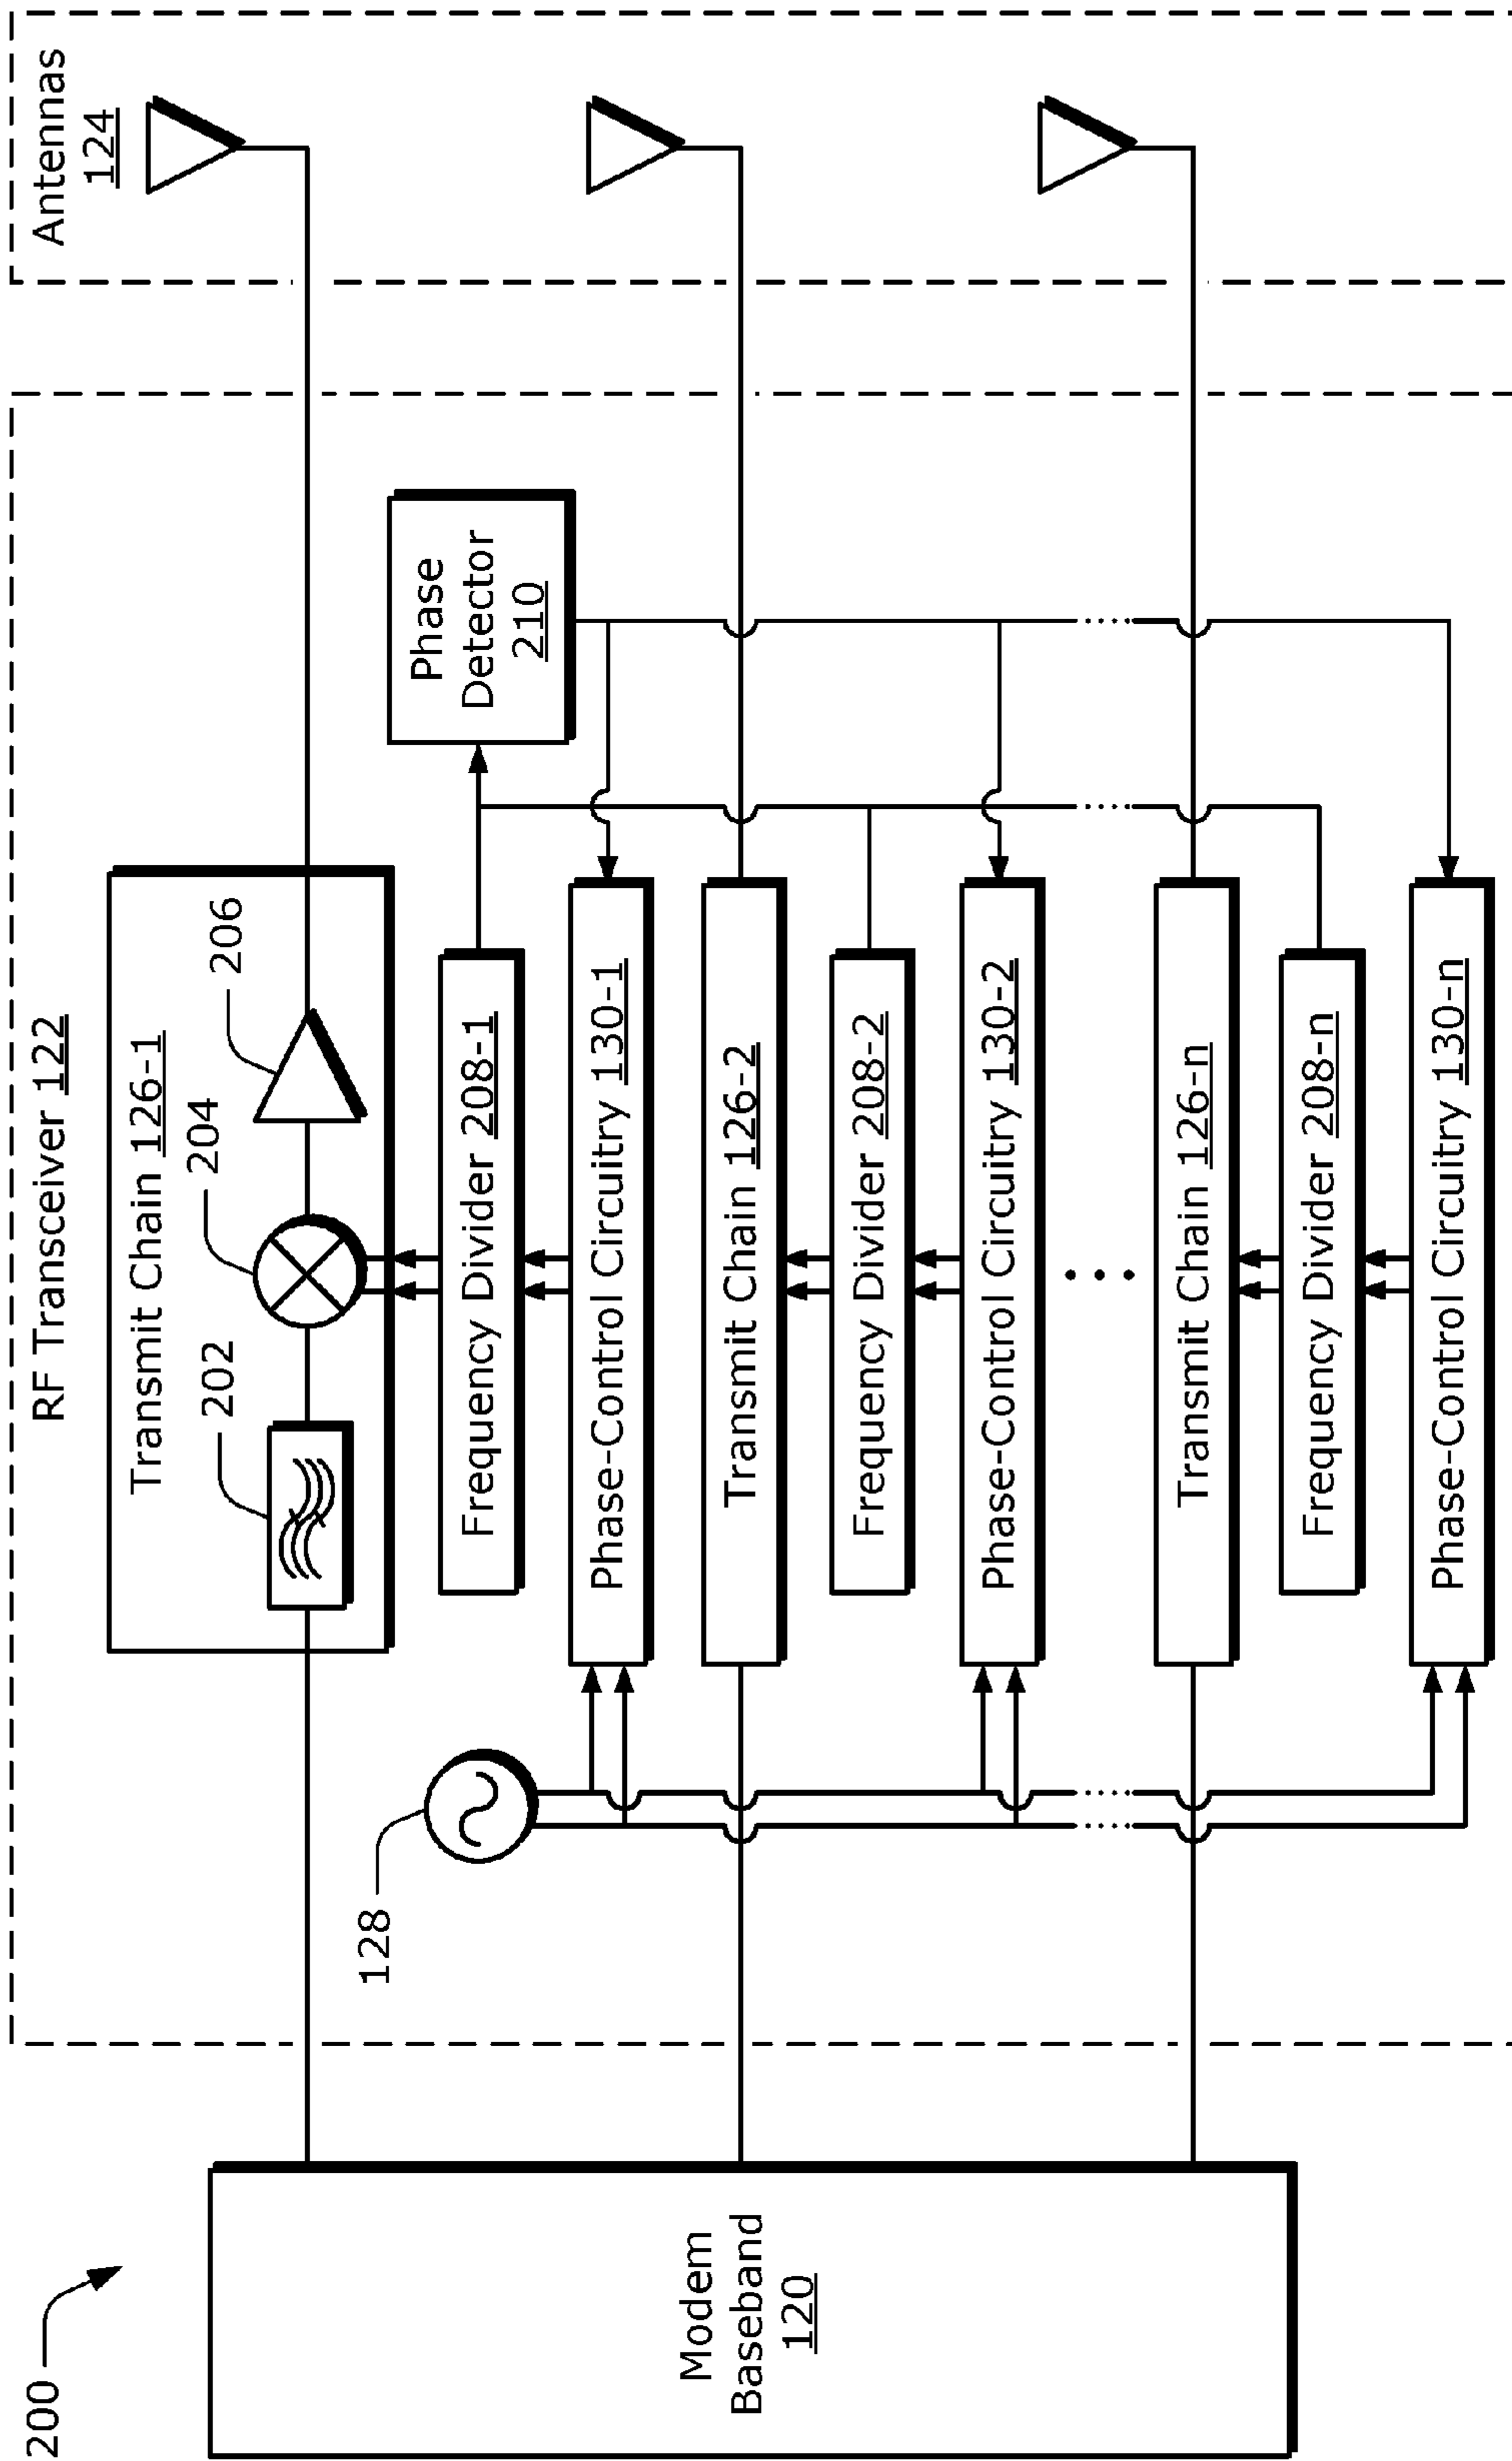 200
RF Transceiver 122
Antennas
124
Transmit Chain 126-1
202
204
206
128
Frequency Divider 208-1
Phase
Detector
210
Phase-Control Circuitry 130-1
Modem
Baseband
120
Transmit Chain 126-2
Frequency Divider 208-2
Phase-Control Circuitry 130-2
Transmit Chain 126-n
Frequency Divider 208-n
Phase-Control Circuitry 130-n